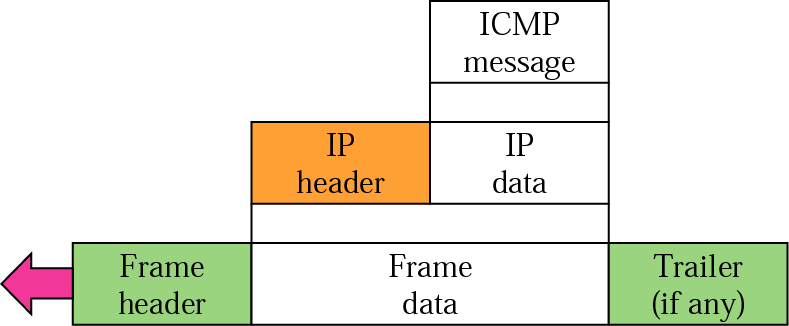 ICMP
message
IP
header
IP
data
Frame
header
Frame
data
Trailer
(if any)